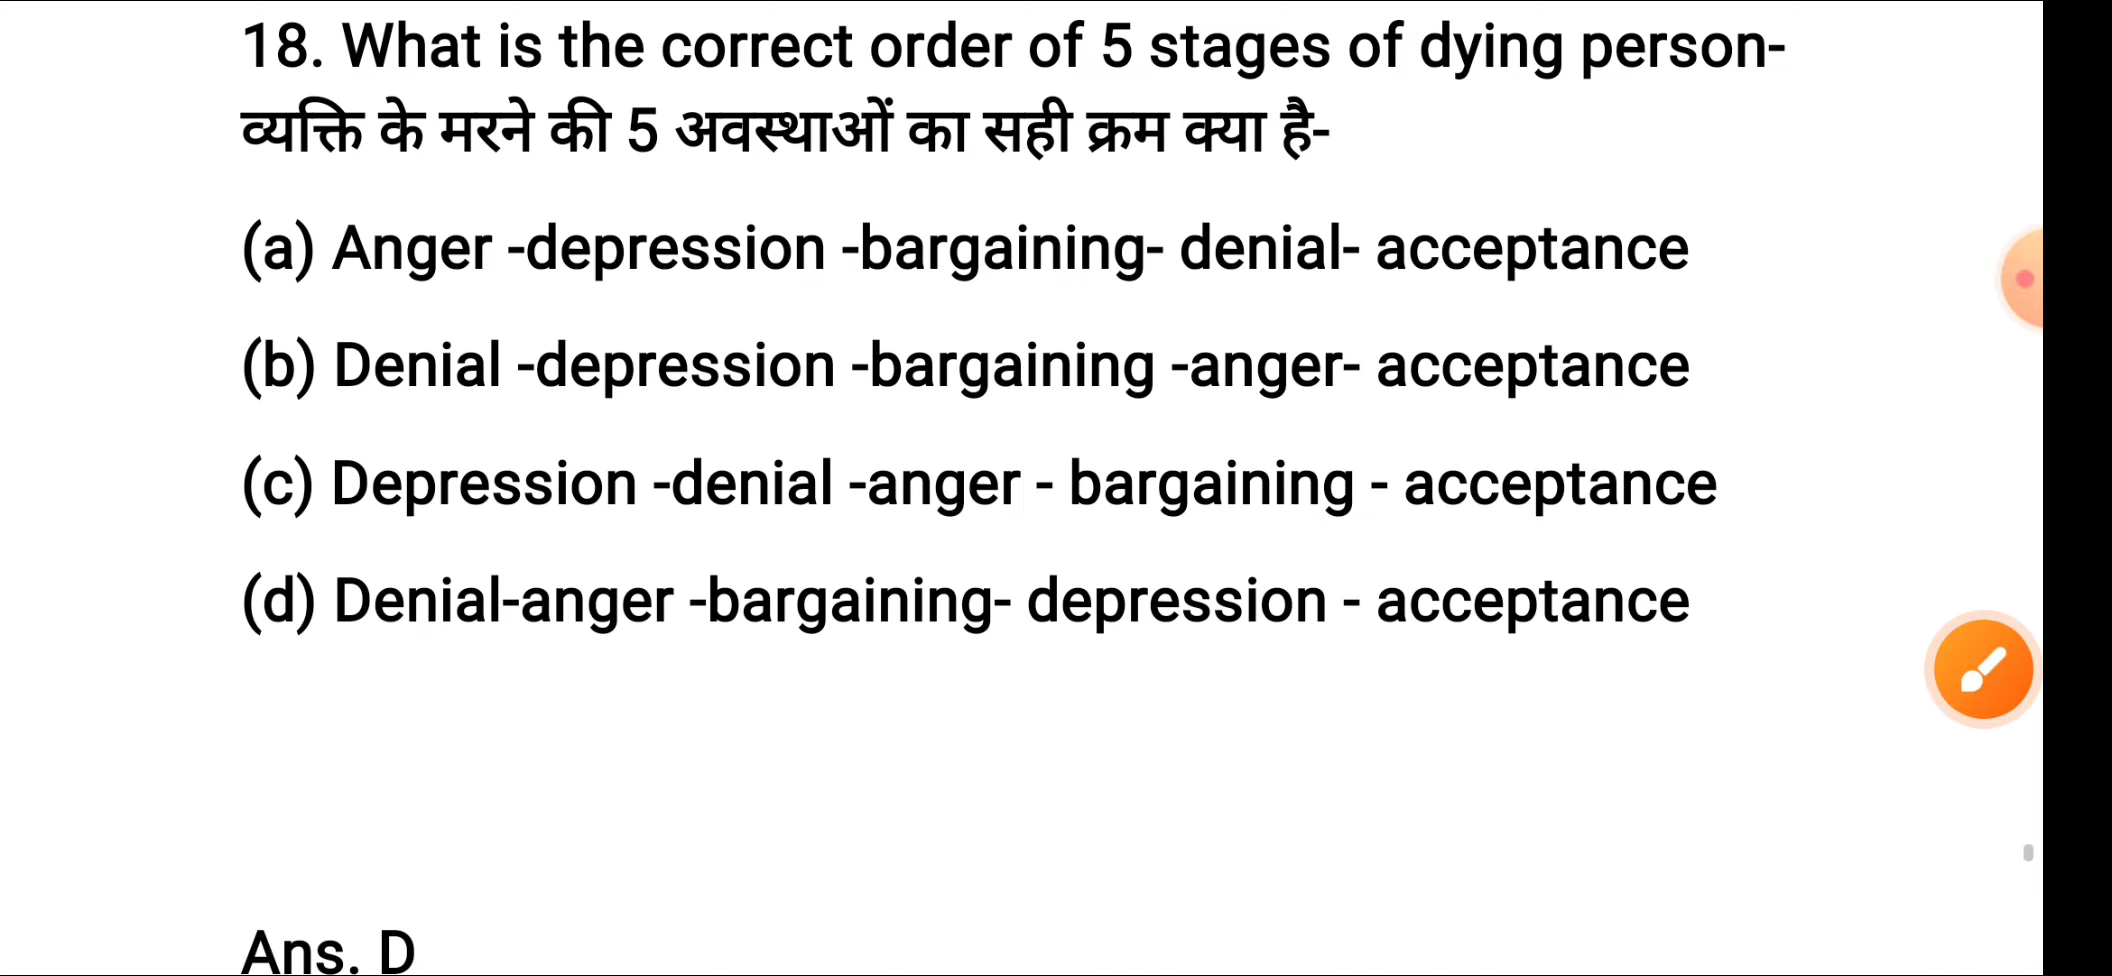 18. What is the correct order of 5 stages of dying person-
व्यक्ति के मरने की 5 अवस्थाओं का सही क्रम क्या है-
(a) Anger -depression -bargaining- denial- acceptance
(b) Denial -depression -bargaining -anger- acceptance
(c) Depression -denial -anger - bargaining - acceptance
(d) Denial-anger -bargaining- depression - acceptance
Ans. D